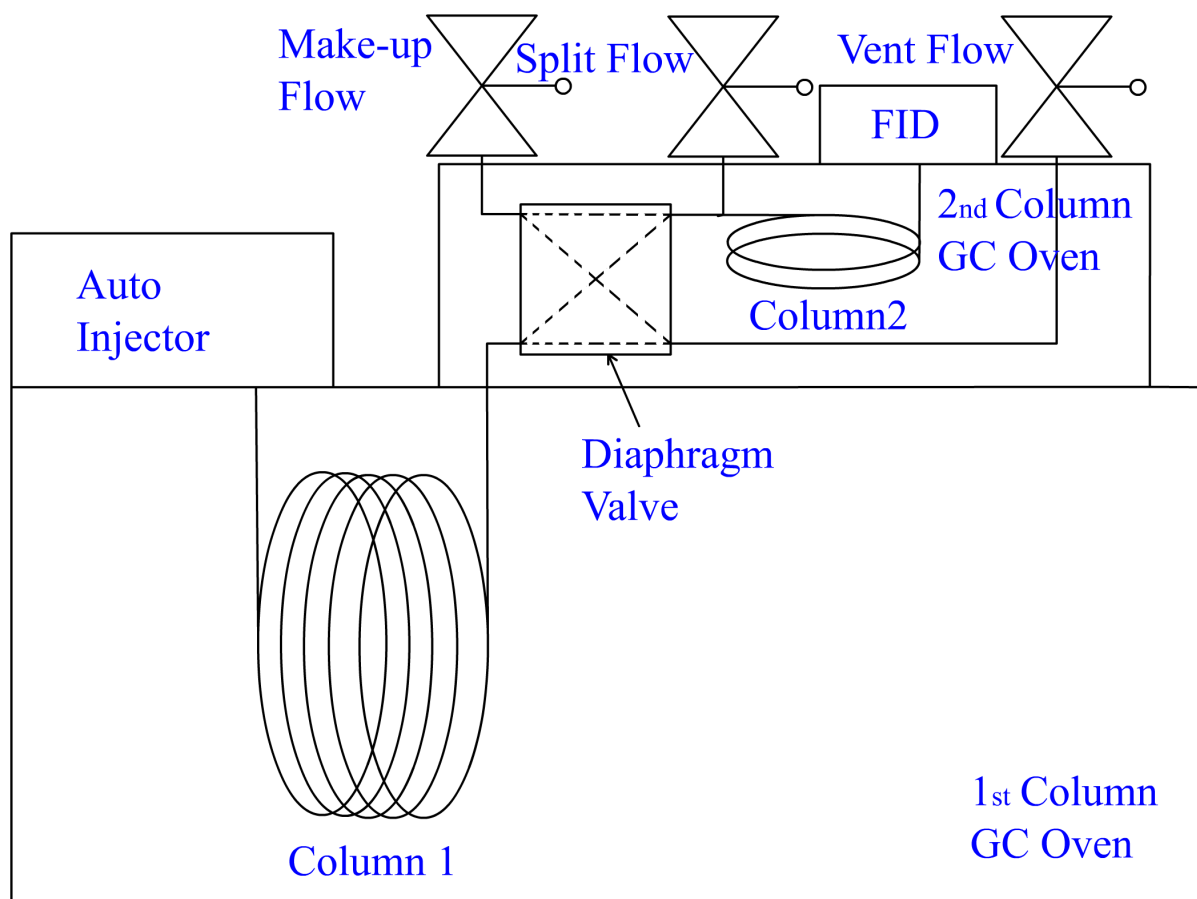 Make-up
Flow
Split Flow
Vent Flow
FID
2nd Column
GC Oven
Auto
Injector
Column2
Diaphragm
Valve
1st Column
GC Oven
Column 1